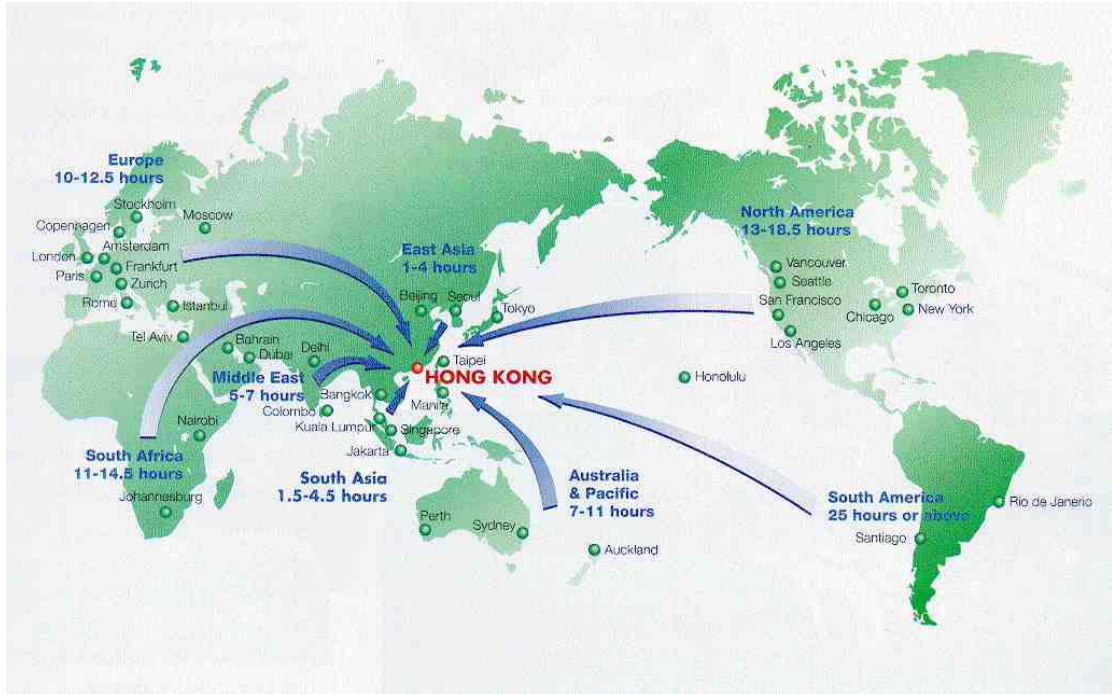 Europe
10-12.5 hours
Stockholm
Moscow
Copenhagen
Amsterdam
London
Frankfurt
Paris
Zurich
Rome
Istanbul
Tel Aviv
Bahrain
Dubai
Delhi
East Asia
1-4 hours
Beijing
Seoul
Tokyo
Taipei
HONG KONG
Middle East
5-7 hours
Bangkok
Colombo
Manila
Kuala Lumpur
Singapore
Jakarta
Nairobi
South Africa
11-14.5 hours
Johannesburg
South Asia
1.5-4.5 hours
Australia
& Pacific
7-11 hours
Perth
Sydney
Auckland
North America
13-18.5 hours
Vancouver
Seattle
San Francisco
Toronto
Chicago
New York
Los Angeles
Honolulu
South America
25 hours or above
Rio de Janerio
Santiago